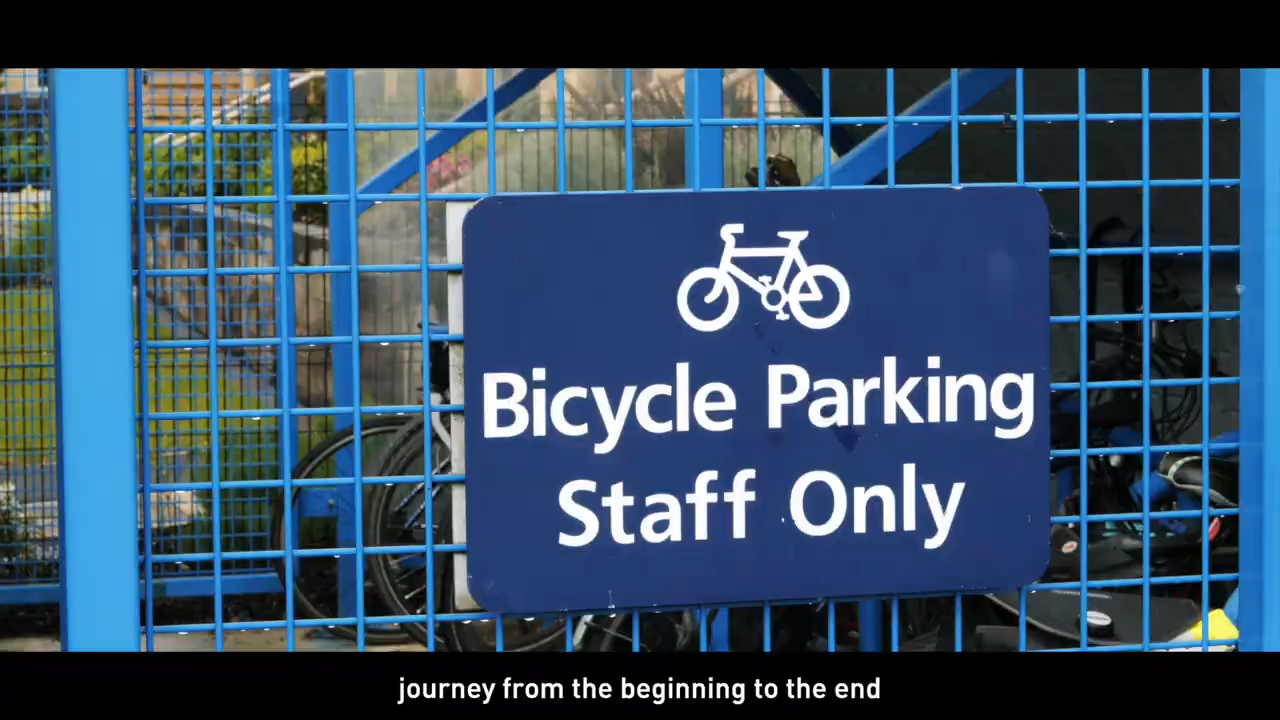 Bicycle Parking
Staff Only
journey from the beginning to the end